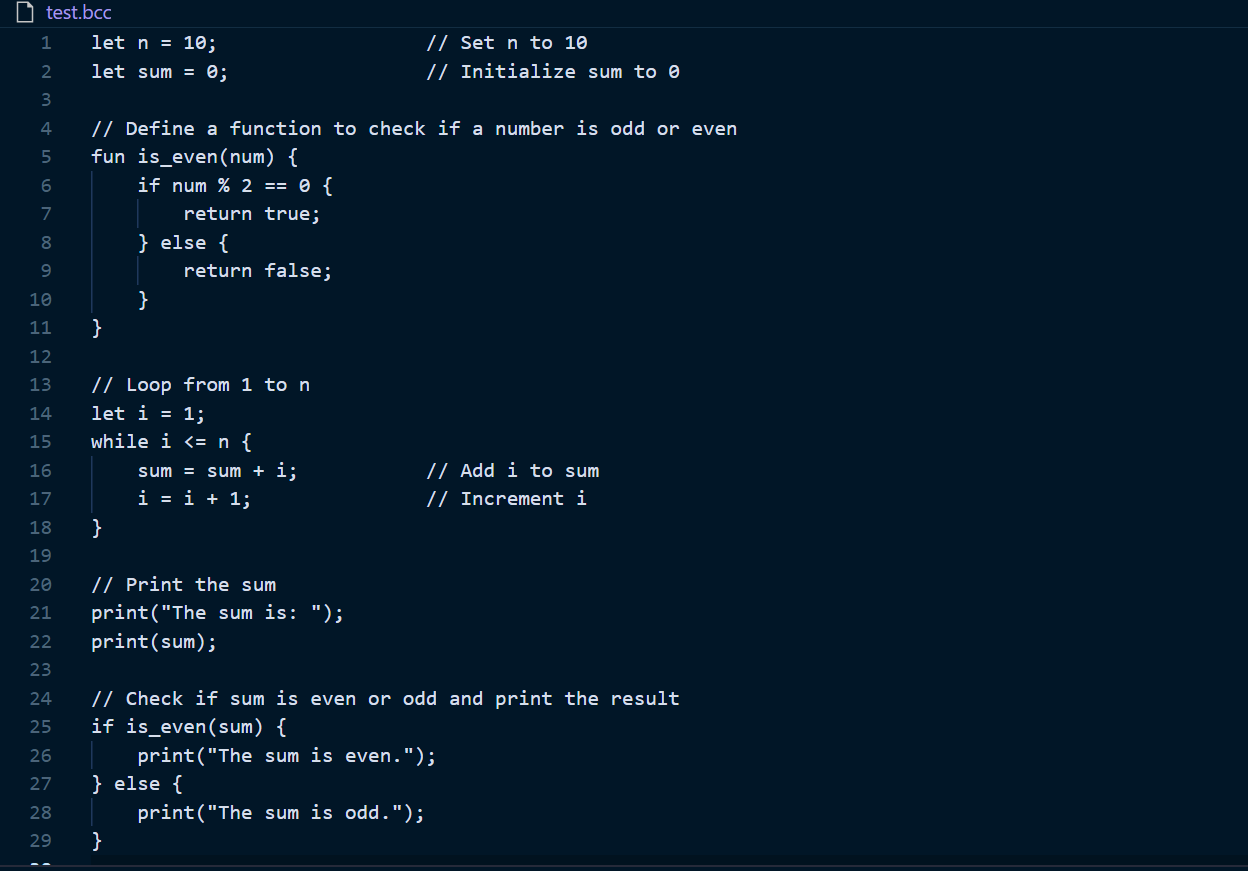 test.bcc
1 let n = 10; // Set n to 10
2 let sum = 0; // Initialize sum to 0
3
4 // Define a function to check if a number is odd or even
5 fun is_even(num) {
6 if num % 2 == 0 {
7 return true;
8 } else {
9 return false;
10 }
11 }
12
13 // Loop from 1 to n
14 let i = 1;
15 while i <= n {
16 sum = sum + i; // Add i to sum
17 i = i + 1; // Increment i
18 }
19
20 // Print the sum
21 print("The sum is: ");
22 print(sum);
23
24 // Check if sum is even or odd and print the result
25 if is_even(sum) {
26 print("The sum is even.");
27 } else {
28 print("The sum is odd.");
29 }